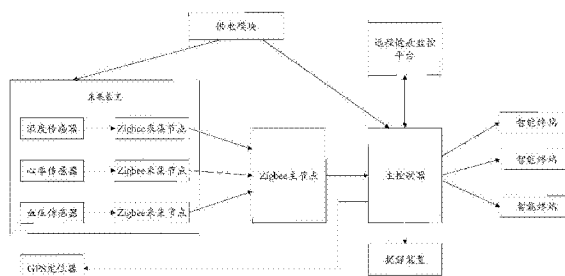 供电模块
远程健康监控
平台
采集单元
温度传感器
Zigbee采集节点
心率传感器
Zigbee采集节点
血压传感器
Zigbee采集节点
Zigbee主节点
主控制器
智能终端
智能终端
智能终端
GPS定位器
报警装置